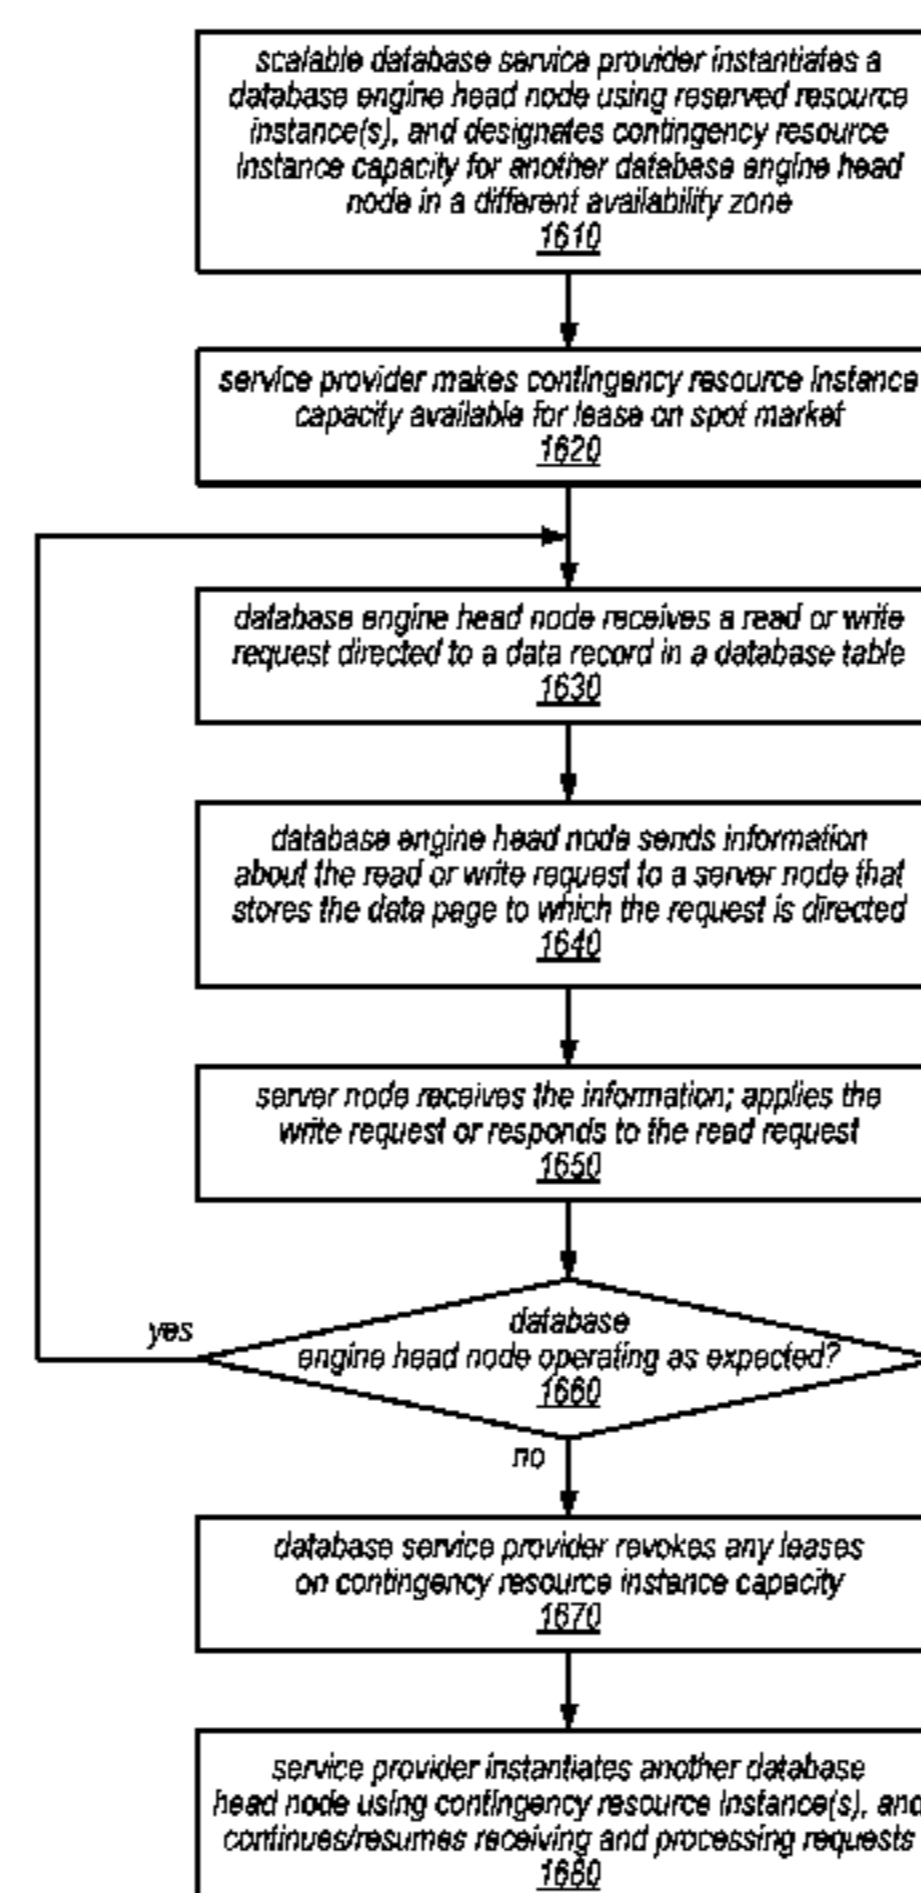 scalable database service provider instantiates a
database engine head node using reserved resource
instance(s), and designates contingency resource
instance capacity for another database engine head
node in a different availability zone
1610
service provider makes contingency resource instance
capacity available for lease on spot market
1620
database engine head node receives a read or write
request directed to a data record in a database table
1630
database engine head node sends information
about the read or write request to a server node that
stores the data page to which the request is directed
1640
server node receives the information; applies the
write request or responds to the read request
1650
database
engine head node operating as expected?
1660
yes
no
database service provider revokes any leases
on contingency resource instance capacity
1670
service provider instantiates another database
head node using contingency resource instance(s), and
continues/resumes receiving and processing requests
1680